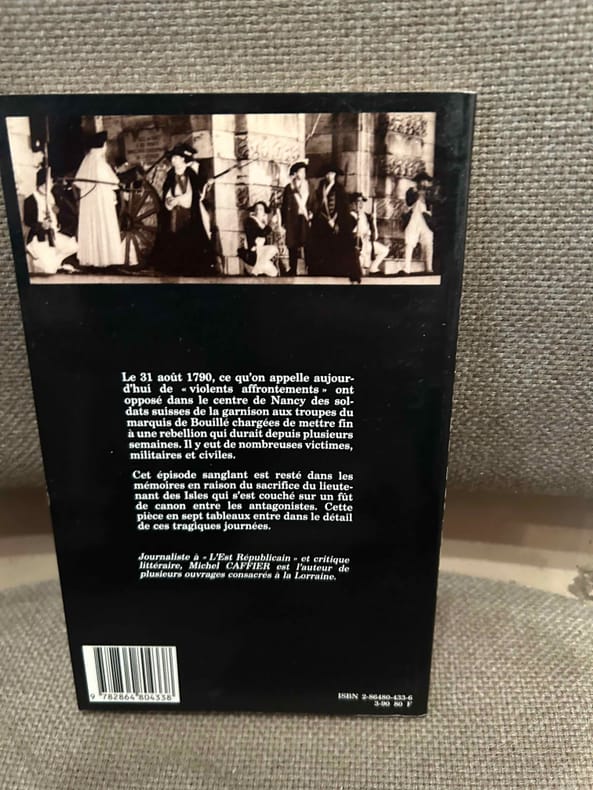 Le 31 août 1790, ce qu'on appelle aujour-
d'hui de « violents affrontements » ont
opposé dans le centre de Nancy des sol-
dats suisses de la garnison aux troupes du
marquis de Bouillé chargées de mettre fin
à une rebellion qui durait depuis plusieurs
semaines. Il y eut de nombreuses victimes,
militaires et civiles.
Cet épisode sanglant est resté dans les
mémoires en raison du sacrifice du lieute-
nant des Isles qui s'est couché sur un fût
de canon entre les antagonistes. Cette
pièce en sept tableaux entre dans le détail
de ces tragiques journées.
Journaliste à « L'Est Républicain » et critique
littéraire, Michel CAFFIER est l'auteur de
plusieurs ouvrages consacrés à la Lorraine.
9 782864 804338
ISBN 2-86480-433-6
3-90 80 F